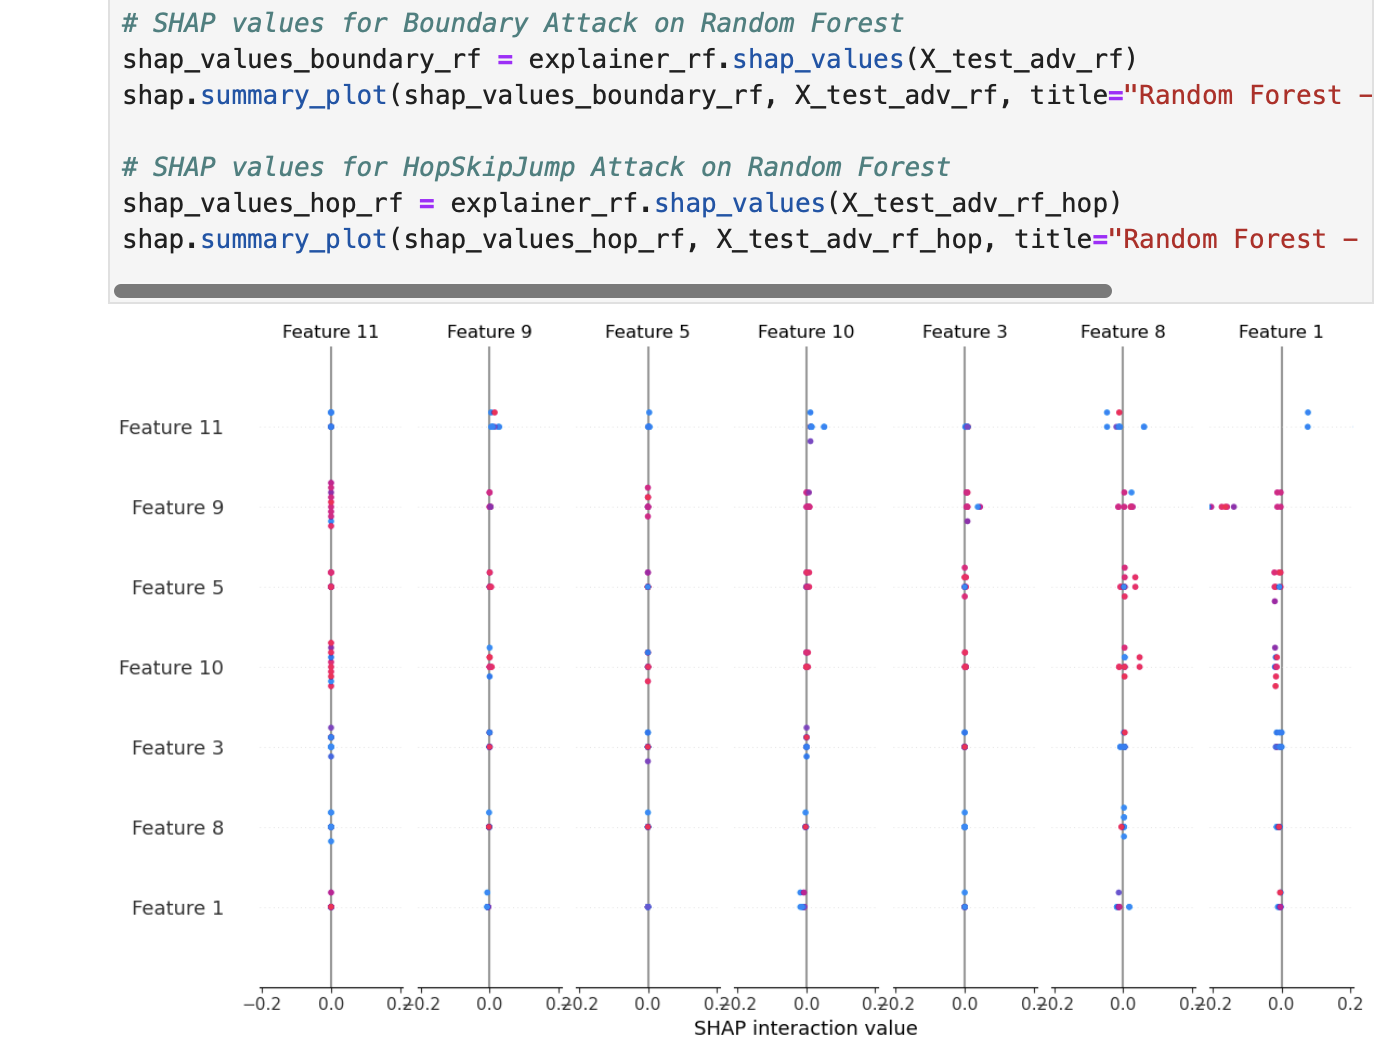 # SHAP values for Boundary Attack on Random Forest
shap_values_boundary_rf = explainer_rf.shap_values(X_test_adv_rf)
shap.summary_plot(shap_values_boundary_rf, X_test_adv_rf, title="Random Forest –
# SHAP values for HopSkipJump Attack on Random Forest
shap_values_hop_rf = explainer_rf.shap_values(X_test_adv_rf_hop)
shap.summary_plot(shap_values_hop_rf, X_test_adv_rf_hop, title="Random Forest –
Feature 11 Feature 9 Feature 5 Feature 10 Feature 3 Feature 8 Feature 1
Feature 11
Feature 9
Feature 5
Feature 10
Feature 3
Feature 8
Feature 1
−0.2 0.0 0.2 −0.2 0.0 0.2 −0.2 0.0 0.2 −0.2 0.0 0.2 −0.2 0.0 0.2 −0.2 0.0 0.2 −0.2 0.0 0.2
SHAP interaction value